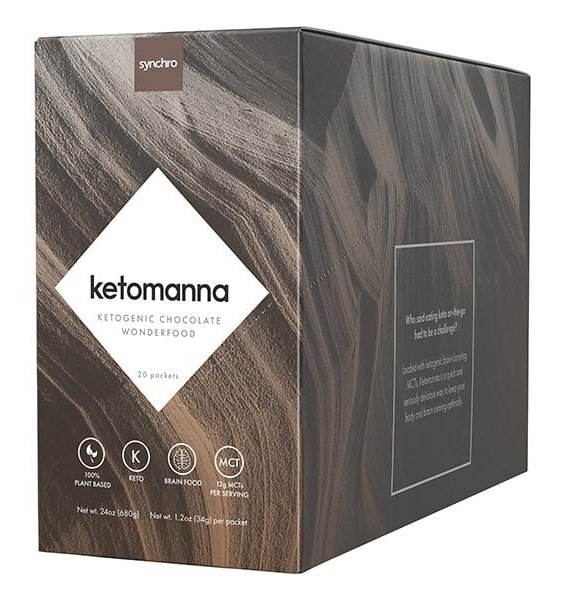 synchro
ketomanna
KETOGENIC CHOCOLATE
WONDERFOOD
20 packets
100%
PLANT BASED
K
KETO
BRAIN FOOD
MCT
12g MCTs
PER SERVING
Net wt. 24oz (680g) Net wt. 1.2oz (34g) per packet
Who said eating keto on-the-go
had to be a challenge?
Loaded with ketogenic brain-boosting
MCTs, Ketomanna is a quick and
seriously delicious way to keep your
body and brain running optimally.